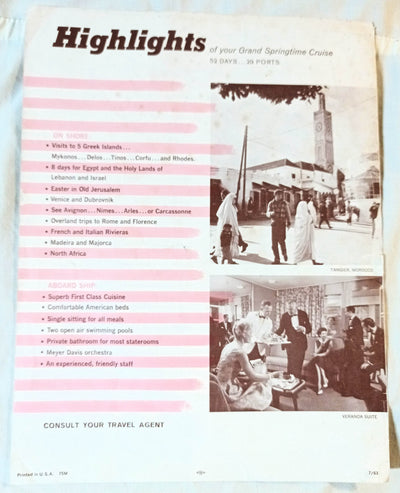 Highlights of your Grand Springtime Cruise
59 DAYS . . . 20 PORTS
ON SHORE:
• Visits to 5 Greek Islands . . .
Mykonos . . . Delos . . . Tinos . . . Corfu . . . and Rhodes.
• 8 days for Egypt and the Holy Lands of
Lebanon and Israel
• Easter in Old Jerusalem
• Venice and Dubrovnik
• See Avignon . . . Nimes . . . Arles . . . or Carcassonne
• Overland trips to Rome and Florence
• French and Italian Rivieras
• Madeira and Majorca
• North Africa
TANGIER, MOROCCO
ABOARD SHIP:
• Superb First Class Cuisine
• Comfortable American beds
• Single sitting for all meals
• Two open air swimming pools
• Private bathroom for most staterooms
• Meyer Davis orchestra
• An experienced, friendly staff
VERANDA SUITE
CONSULT YOUR TRAVEL AGENT
Printed in U.S.A. 75M
7/63